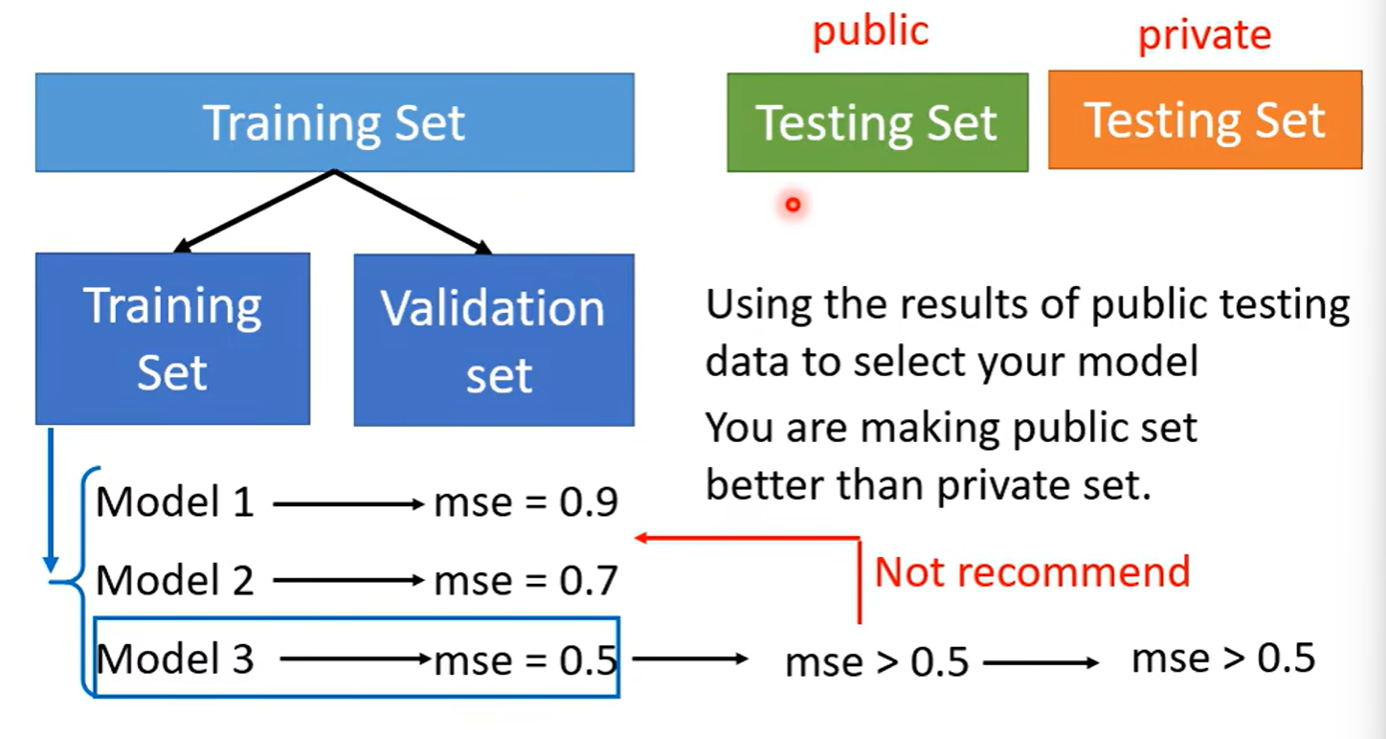 public
private
Training Set
Testing Set
Testing Set
Training
Set
Validation
set
Using the results of public testing
data to select your model
You are making public set
better than private set.
Model 1
mse = 0.9
Model 2
mse = 0.7
Not recommend
Model 3
mse = 0.5
mse > 0.5
mse > 0.5